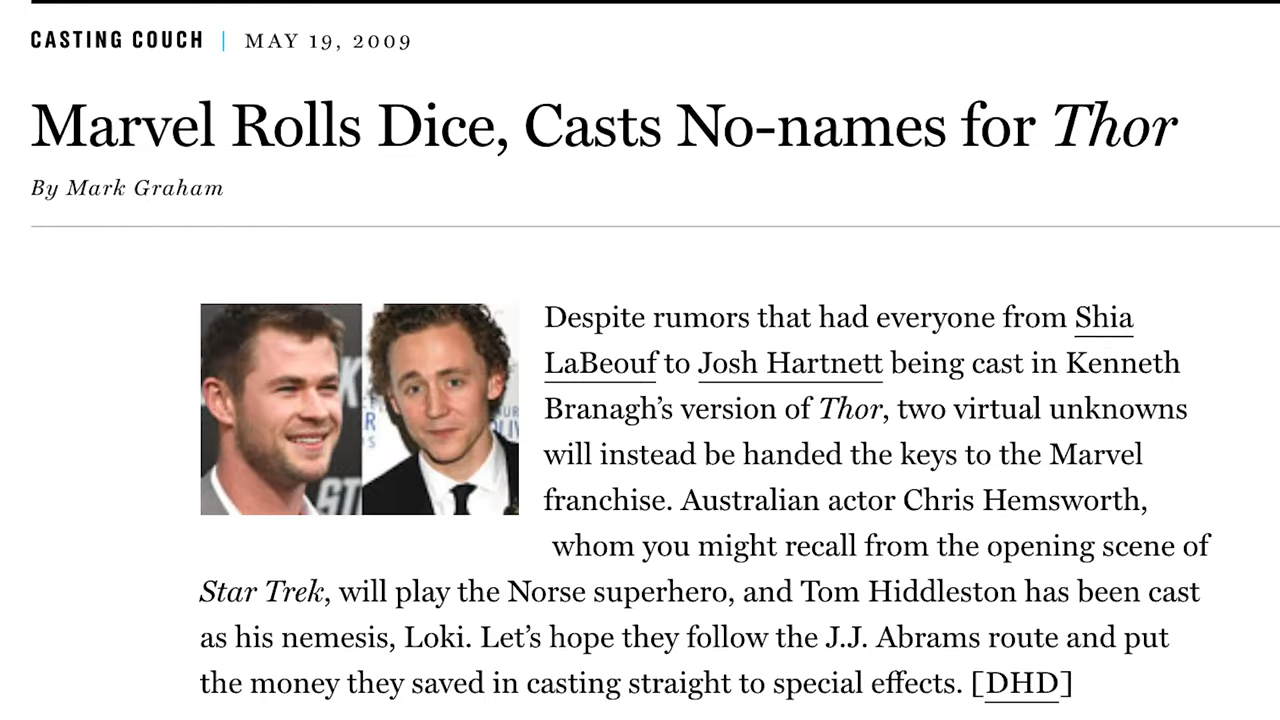 CASTING COUCH | MAY 19, 2009
Marvel Rolls Dice, Casts No-names for Thor
By Mark Graham
Despite rumors that had everyone from Shia
LaBeouf to Josh Hartnett being cast in Kenneth
Branagh’s version of Thor, two virtual unknowns
will instead be handed the keys to the Marvel
franchise. Australian actor Chris Hemsworth,
whom you might recall from the opening scene of
Star Trek, will play the Norse superhero, and Tom Hiddleston has been cast
as his nemesis, Loki. Let’s hope they follow the J.J. Abrams route and put
the money they saved in casting straight to special effects. [DHD]